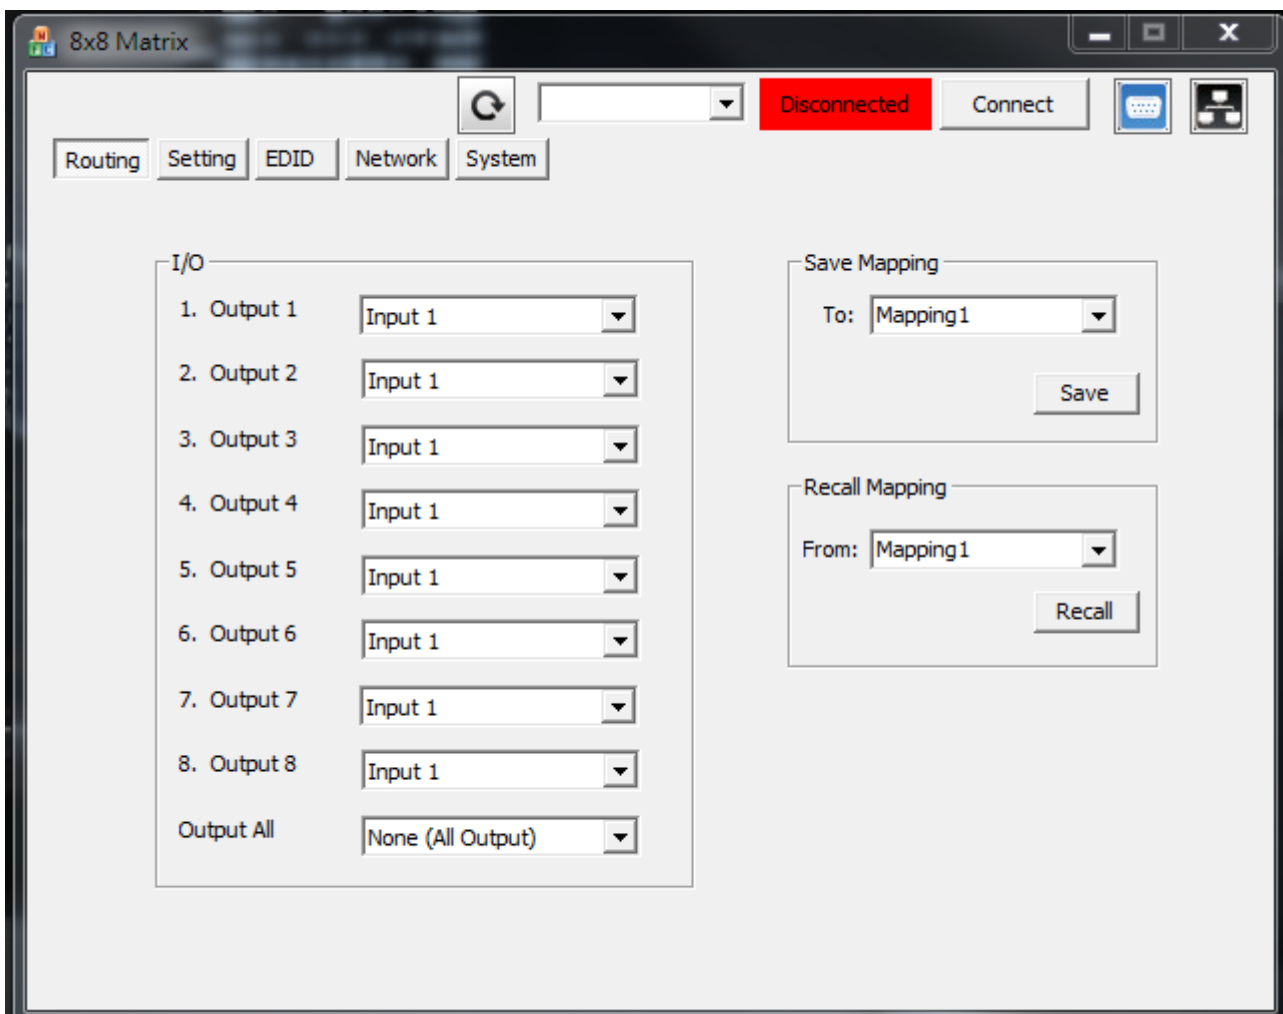 8x8 Matrix
Disconnected
Connect
Routing
Setting
EDID
Network
System
I/O
1. Output 1
Input 1
2. Output 2
Input 1
3. Output 3
Input 1
4. Output 4
Input 1
5. Output 5
Input 1
6. Output 6
Input 1
7. Output 7
Input 1
8. Output 8
Input 1
Output All
None (All Output)
Save Mapping
To:
Mapping1
Save
Recall Mapping
From:
Mapping1
Recall